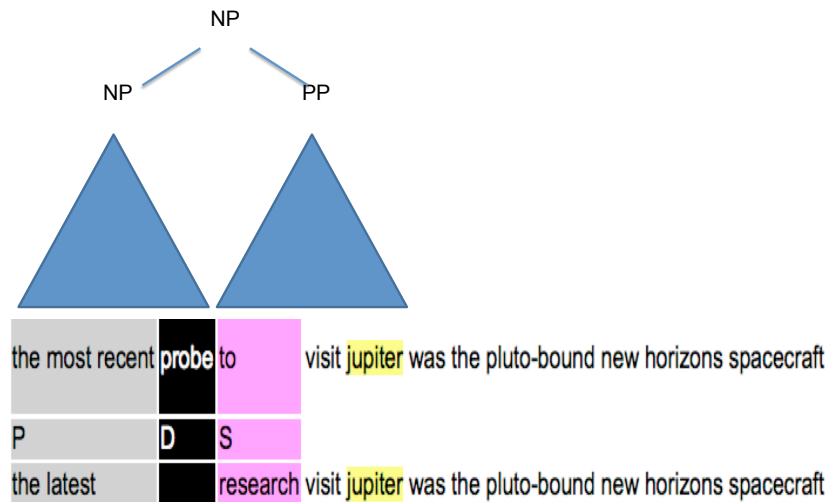 NP
NP PP
the most recent probe to visit jupiter was the pluto-bound new horizons spacecraft
P D S
the latest research visit jupiter was the pluto-bound new horizons spacecraft